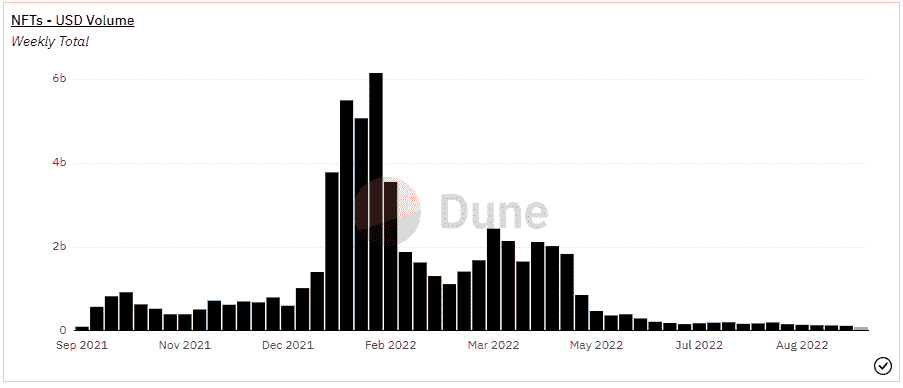 NFTs - USD Volume
Weekly Total
6b
4b
Dune
2b
0
Sep 2021 Nov 2021 Dec 2021 Feb 2022 Mar 2022 May 2022 Jul 2022 Aug 2022